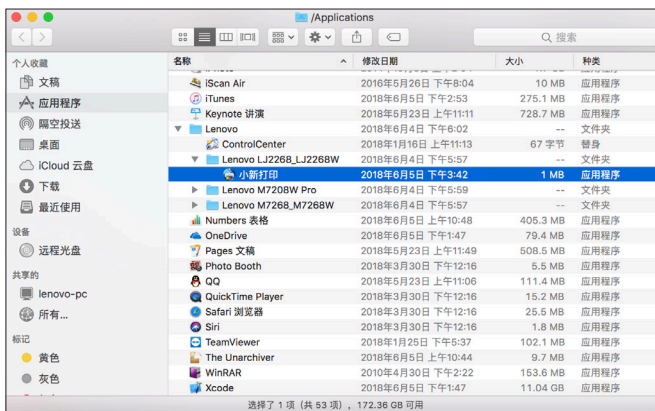 /Applications
搜索
个人收藏
文稿
应用程序
隔空投送
桌面
iCloud 云盘
下载
最近使用
设备
远程光盘
共享的
lenovo-pc
所有...
标记
黄色
灰色
名称 修改日期 大小 种类
iScan Air 2016年5月26日 下午8:04 10 MB 应用程序
iTunes 2018年6月5日 下午2:53 275.1 MB 应用程序
Keynote 讲演 2018年5月23日 上午11:11 728.7 MB 应用程序
Lenovo 2018年6月4日 下午6:02 -- 文件夹
ControlCenter 2018年1月16日 上午11:13 67 字节 替身
Lenovo LJ2268_LJ2268W 2018年6月4日 下午5:57 -- 文件夹
小新打印 2018年6月5日 下午3:42 1 MB 应用程序
Lenovo M7208W Pro 2018年6月4日 下午5:59 -- 文件夹
Lenovo M7268_M7268W 2018年6月4日 下午5:57 -- 文件夹
Numbers 表格 2018年6月5日 上午10:48 405.3 MB 应用程序
OneDrive 2018年6月5日 下午1:47 79.4 MB 应用程序
Pages 文稿 2018年5月23日 上午11:49 508.5 MB 应用程序
Photo Booth 2018年3月30日 下午12:16 5.5 MB 应用程序
QQ 2018年5月23日 上午11:06 111.4 MB 应用程序
QuickTime Player 2018年3月30日 下午12:16 15.2 MB 应用程序
Safari 浏览器 2018年3月30日 下午12:16 25.5 MB 应用程序
Siri 2018年3月30日 下午12:16 1.8 MB 应用程序
TeamViewer 2018年1月25日 下午5:37 102.1 MB 应用程序
The Unarchiver 2018年6月5日 上午10:44 9.7 MB 应用程序
WinRAR 2010年4月30日 下午2:22 153.6 MB 应用程序
Xcode 2018年6月5日 下午1:47 11.04 GB 应用程序
选择了 1 项（共 53 项）, 172.36 GB 可用